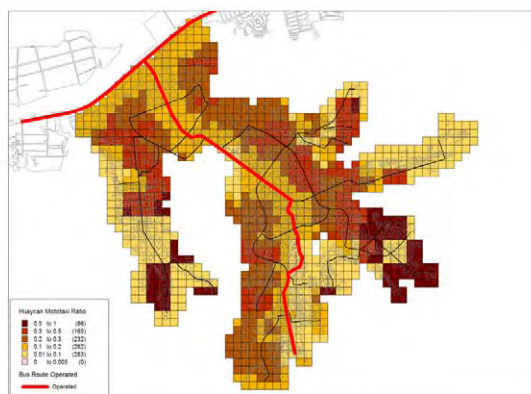 Huaycan Mototaxi Ratio
0.5 to 1 (66)
0.3 to 0.5 (165)
0.2 to 0.3 (232)
0.1 to 0.2 (262)
0.01 to 0.1 (283)
0 to 0.005 (0)
Bus Route Operated
Operated